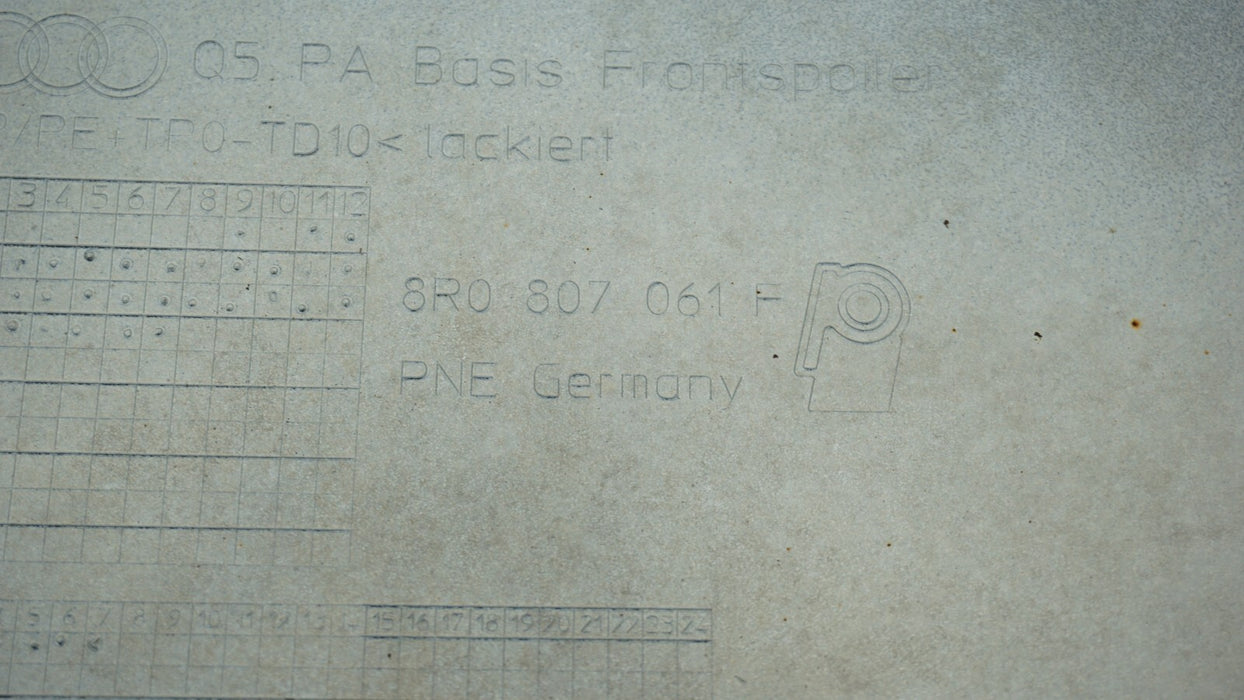 Q5 PA Basis Frontspoiler
P/PE+TP0-TD10< lackiert
3 4 5 6 7 8 9 10 11 12
8R0 807 061 F
PNE Germany
5 6 7 8 9 10 11 12 13 14 15 16 17 18 19 20 21 22 23 24